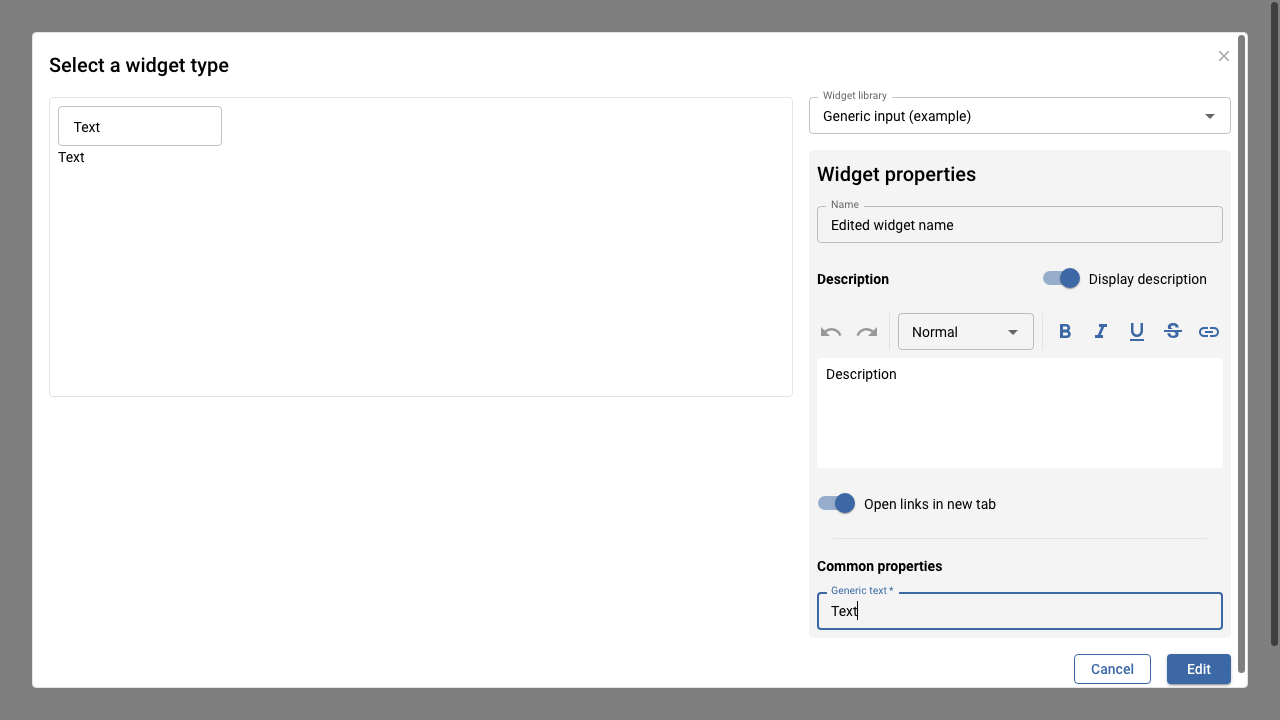 Select a widget type
Text
Text
Widget library
Generic input (example)
Widget properties
Name
Edited widget name
Description
Display description
Normal
B I U S
Description
Open links in new tab
Common properties
Generic text *
Text
Cancel
Edit